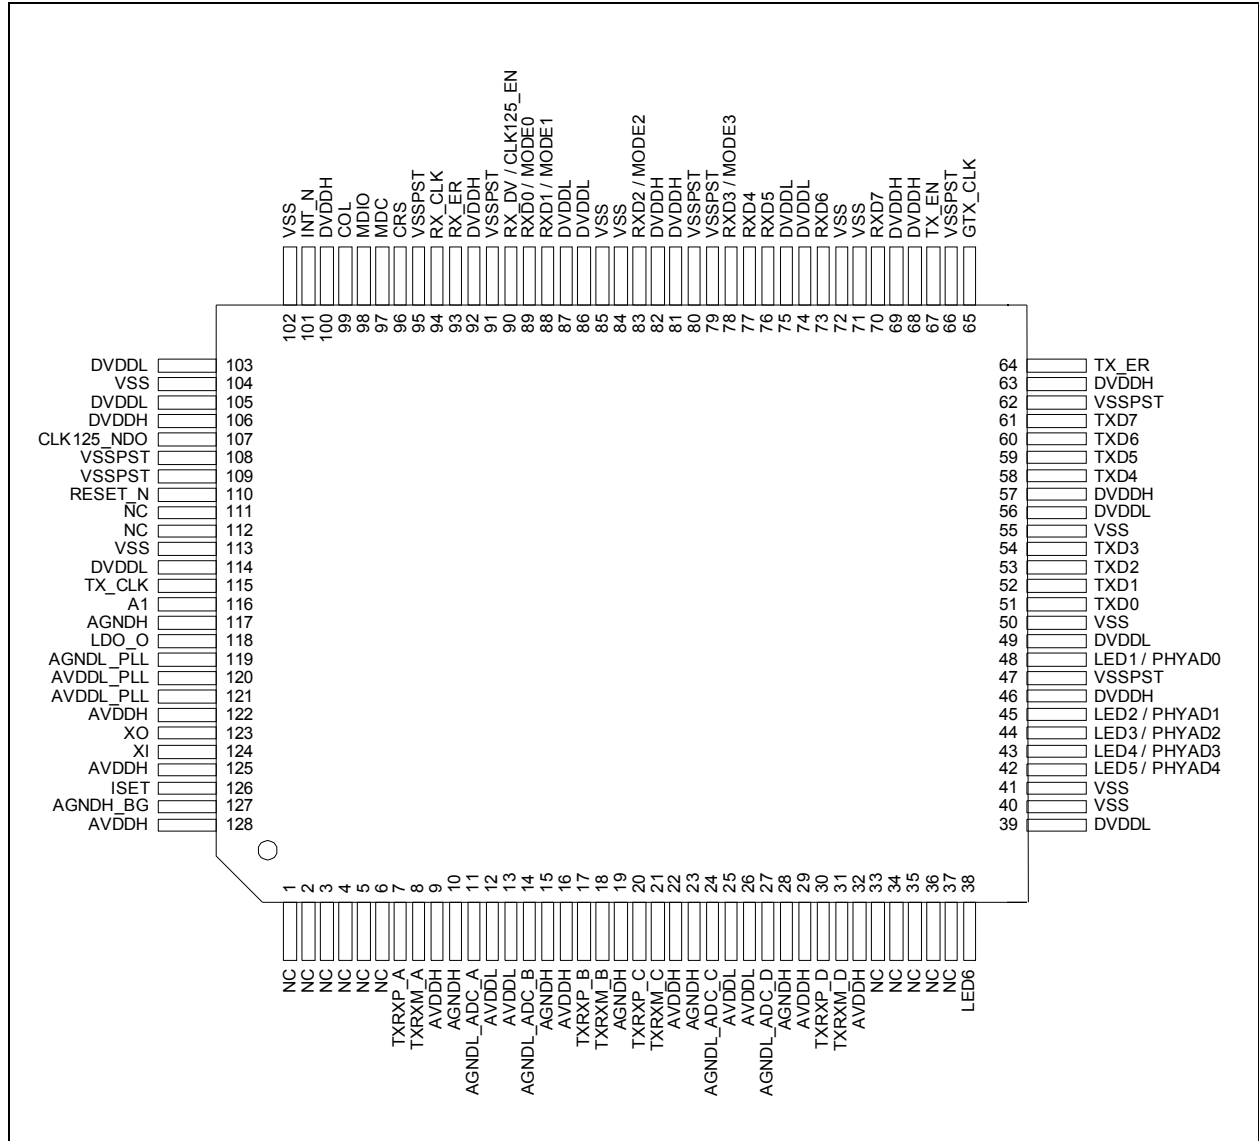 VSS
INT_N
DVDDH
COL
MDIO
MDC
CRS
VSSPST
RX_CLK
RX_ER
DVDDH
VSSPST
RX_DV / CLK125_EN
RXD0 / MODE0
RXD1 / MODE1
DVDDL
DVDDL
VSS
VSS
RXD2 / MODE2
DVDDH
DVDDH
VSSPST
VSSPST
RXD3 / MODE3
RXD4
RXD5
DVDDL
DVDDL
RXD6
VSS
VSS
RXD7
DVDDH
DVDDH
TX_EN
VSSPST
GTX_CLK
102
101
100
99
98
97
96
95
94
93
92
91
90
89
88
87
86
85
84
83
82
81
80
79
78
77
76
75
74
73
72
71
70
69
68
67
66
65
DVDDL 103
VSS 104
DVDDL 105
DVDDH 106
CLK125_NDO 107
VSSPST 108
VSSPST 109
RESET_N 110
NC 111
NC 112
VSS 113
DVDDL 114
TX_CLK 115
A1 116
AGNDH 117
LDO_O 118
AGNDL_PLL 119
AVDDL_PLL 120
AVDDL_PLL 121
AVDDH 122
XO 123
XI 124
AVDDH 125
ISET 126
AGNDH_BG 127
AVDDH 128
64 TX_ER
63 DVDDH
62 VSSPST
61 TXD7
60 TXD6
59 TXD5
58 TXD4
57 DVDDH
56 DVDDL
55 VSS
54 TXD3
53 TXD2
52 TXD1
51 TXD0
50 VSS
49 DVDDL
48 LED1 / PHYAD0
47 VSSPST
46 DVDDH
45 LED2 / PHYAD1
44 LED3 / PHYAD2
43 LED4 / PHYAD3
42 LED5 / PHYAD4
41 VSS
40 VSS
39 DVDDL
1
2
3
4
5
6
7
8
9
10
11
12
13
14
15
16
17
18
19
20
21
22
23
24
25
26
27
28
29
30
31
32
33
34
35
36
37
38
NC
NC
NC
NC
NC
NC
TXRXP_A
TXRXM_A
AVDDH
AGNDH
AGNDL_ADC_A
AVDDL
AVDDL
AGNDL_ADC_B
AGNDH
AVDDH
TXRXP_B
TXRXM_B
AGNDH
TXRXP_C
TXRXM_C
AVDDH
AGNDH
AGNDL_ADC_C
AVDDL
AVDDL
AGNDL_ADC_D
AGNDH
AVDDH
TXRXP_D
TXRXM_D
AVDDH
NC
NC
NC
NC
NC
LED6